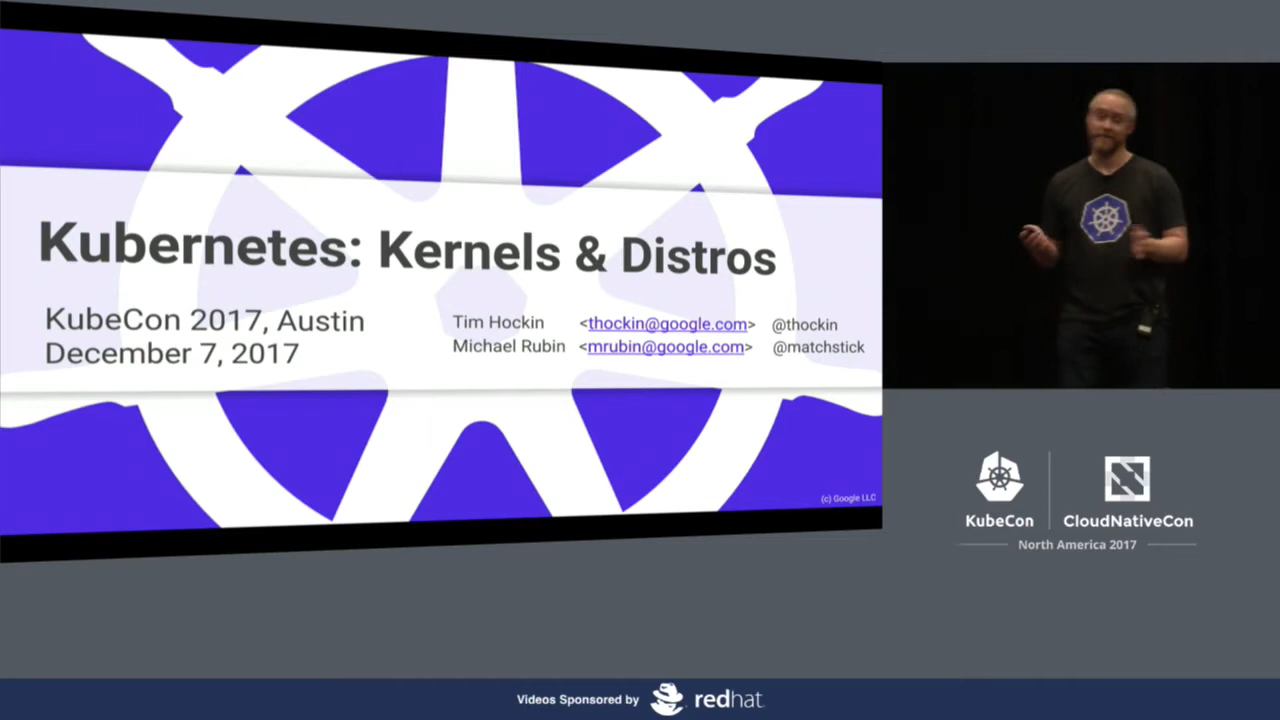 Kubernetes: Kernels & Distros
KubeCon 2017, Austin
December 7, 2017
Tim Hockin <thockin@google.com> @thockin
Michael Rubin <mrubin@google.com> @matchstick
(c) Google LLC
KubeCon
CloudNativeCon
North America 2017
Videos Sponsored by redhat.